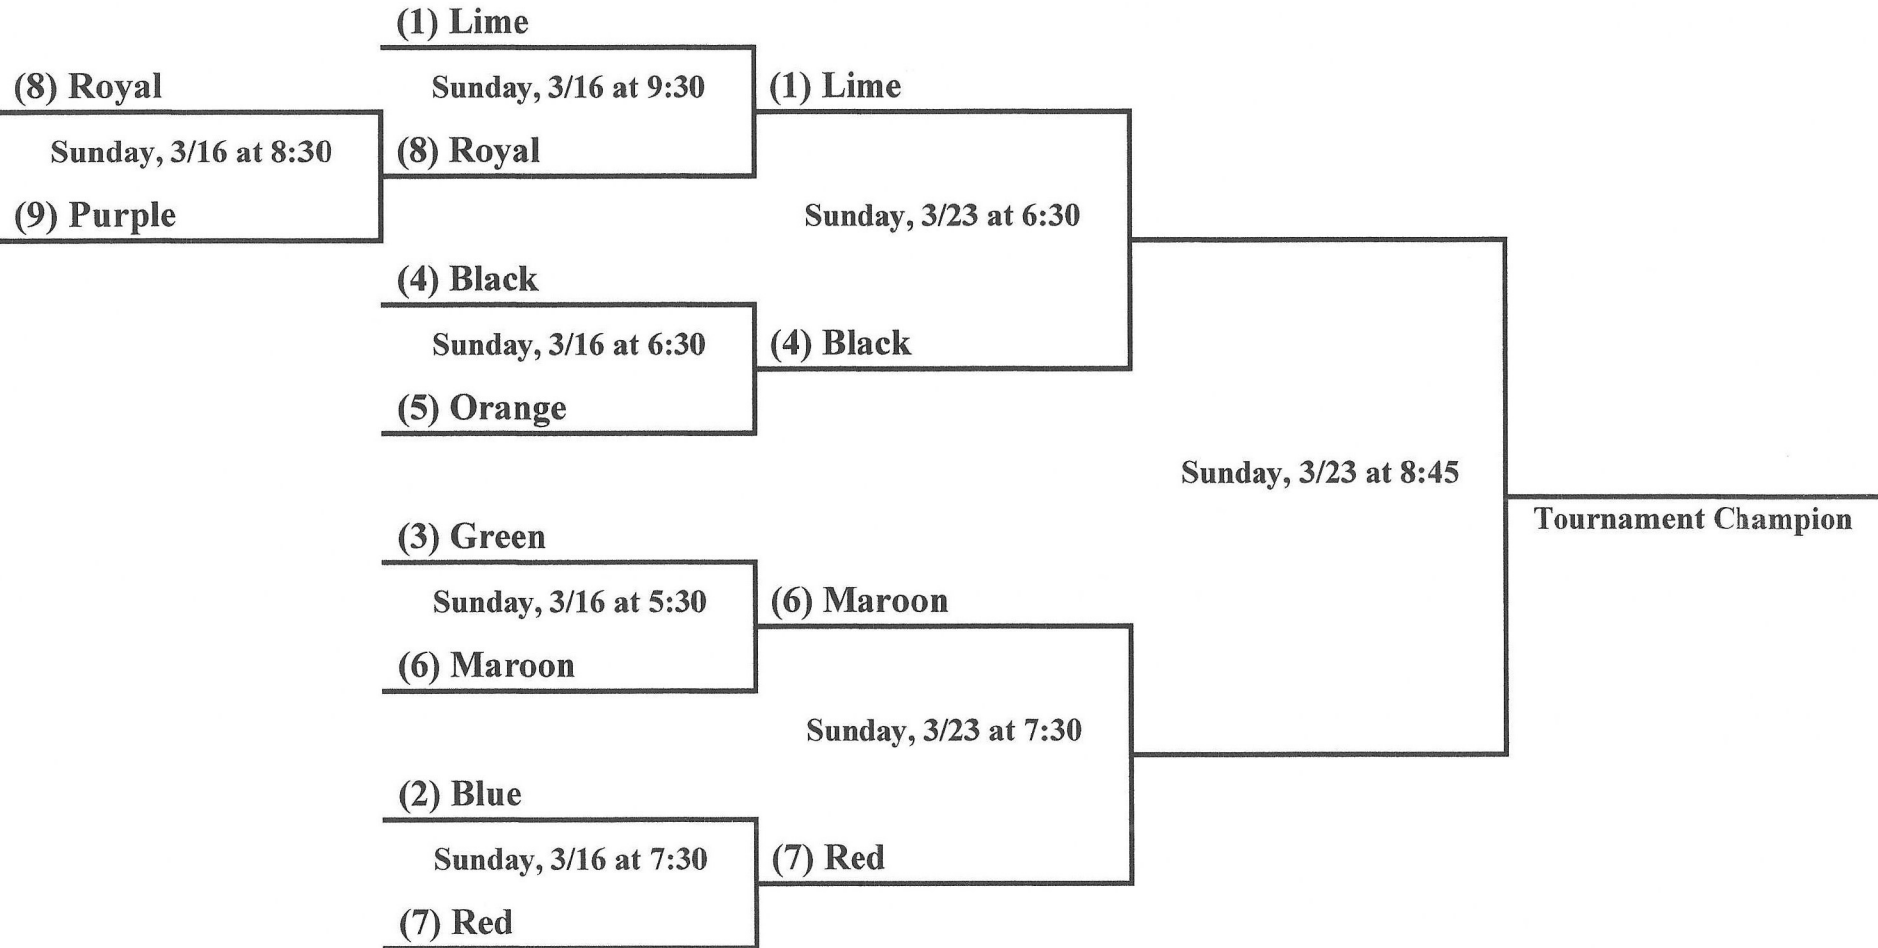 (1) Lime
(8) Royal
Sunday, 3/16 at 9:30
(1) Lime
Sunday, 3/16 at 8:30
(8) Royal
(9) Purple
Sunday, 3/23 at 6:30
(4) Black
Sunday, 3/16 at 6:30
(4) Black
(5) Orange
Sunday, 3/23 at 8:45
Tournament Champion
(3) Green
Sunday, 3/16 at 5:30
(6) Maroon
(6) Maroon
Sunday, 3/23 at 7:30
(2) Blue
Sunday, 3/16 at 7:30
(7) Red
(7) Red